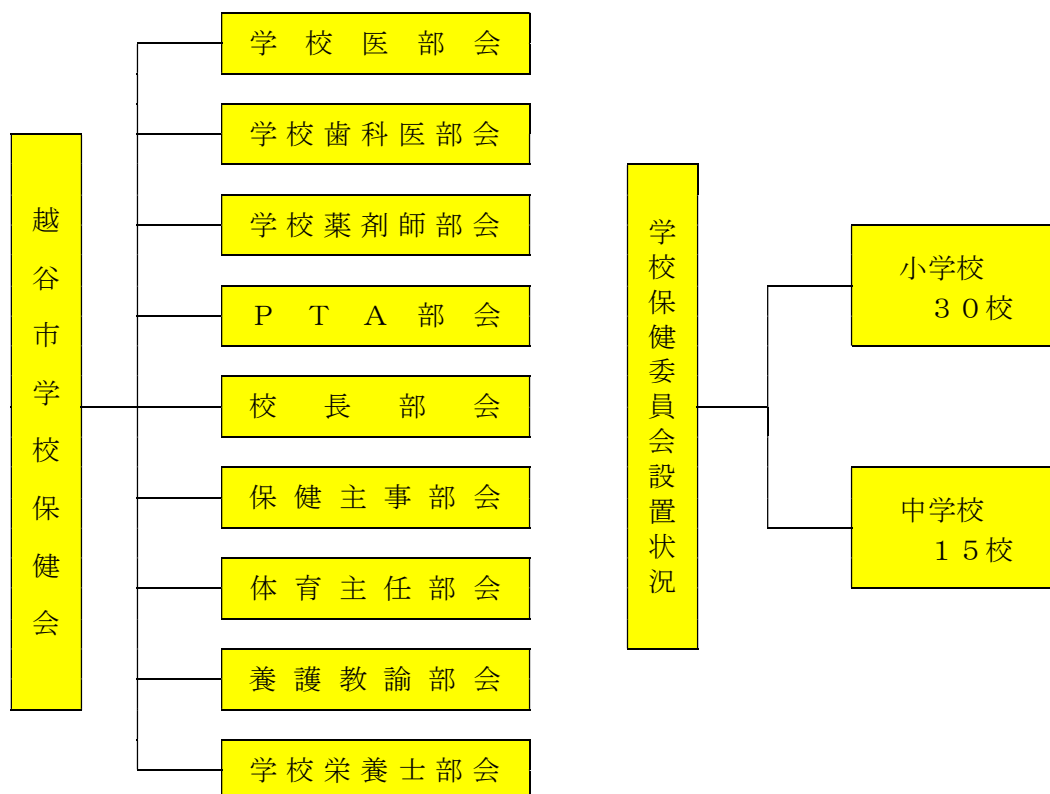 越谷市学校保健会
学校医部会
学校歯科医部会
学校薬剤師部会
ＰＴＡ部会
校長部会
保健主事部会
体育主任部会
養護教諭部会
学校栄養士部会
学校保健委員会設置状況
小学校
３０校
中学校
１５校